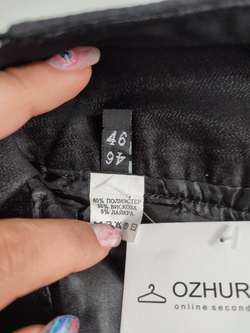 46
46
60% ПОЛИЭСТЕР
35% ВИСКОЗА
5% ЛАЙКРА
OZHUR
online second